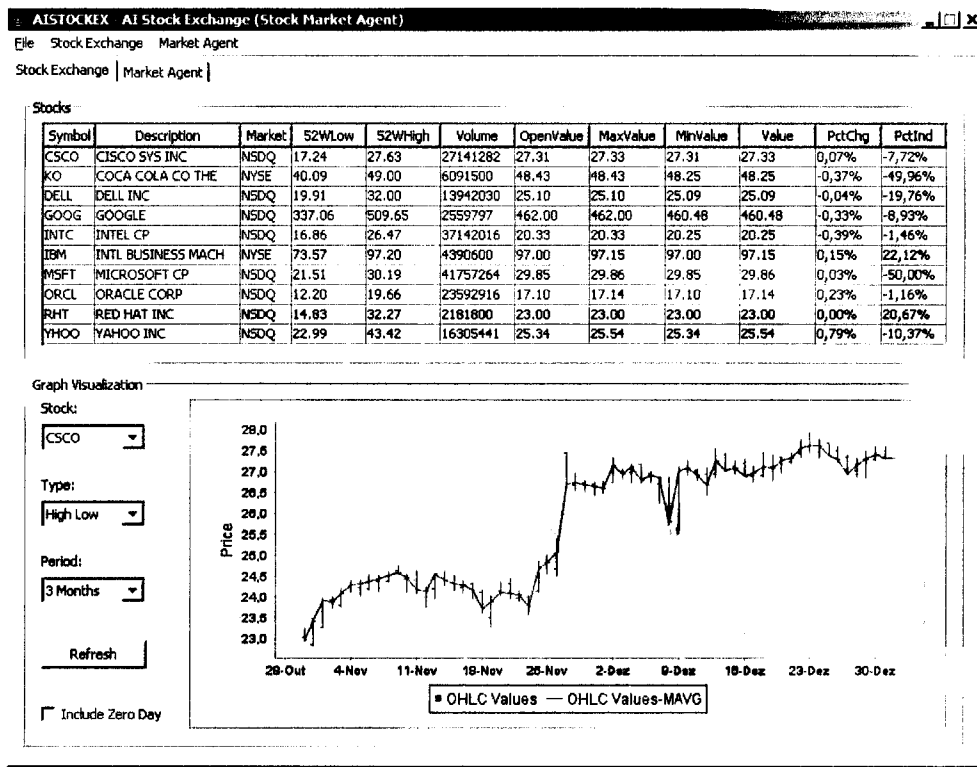 AISTOCKEX - AI Stock Exchange (Stock Market Agent)
File Stock Exchange Market Agent
Stock Exchange Market Agent
Stocks
Symbol Description Market 52WLow 52WHigh Volume OpenValue MaxValue MinValue Value PctChg PctInd
CSCO CISCO SYS INC NSDQ 17.24 27.63 27141282 27.31 27.33 27.31 27.33 0,07% -7,72%
KO COCA COLA CO THE NYSE 40.09 49.00 6091500 48.43 48.43 48.25 48.25 -0,37% -49,96%
DELL DELL INC NSDQ 19.91 32.00 13942030 25.10 25.10 25.09 25.09 -0,04% -19,76%
GOOG GOOGLE NSDQ 337.06 509.65 2559797 462.00 462.00 460.48 460.48 -0,33% -8,93%
INTC INTEL CP NSDQ 16.86 26.47 37142016 20.33 20.33 20.25 20.25 -0,39% -1,46%
IBM INTL BUSINESS MACH NYSE 73.57 97.20 4390600 97.00 97.15 97.00 97.15 0,15% 22,12%
MSFT MICROSOFT CP NSDQ 21.51 30.19 41757264 29.85 29.86 29.85 29.86 0,03% -50,00%
ORCL ORACLE CORP NSDQ 12.20 19.66 23592916 17.10 17.14 17.10 17.14 0,23% -1,16%
RHT RED HAT INC NSDQ 14.83 32.27 2181800 23.00 23.00 23.00 23.00 0,00% 20,67%
YHOO YAHOO INC NSDQ 22.99 43.42 16305441 25.34 25.54 25.34 25.54 0,79% -10,37%
Graph Visualization
Stock:
CSCO
Type:
High Low
Period:
3 Months
Refresh
Include Zero Day
Price
28,0
27,5
27,0
26,5
26,0
25,5
25,0
24,5
24,0
23,5
23,0
28-Out 4-Nov 11-Nov 18-Nov 25-Nov 2-Dez 9-Dez 16-Dez 23-Dez 30-Dez
OHLC Values OHLC Values-MAVG